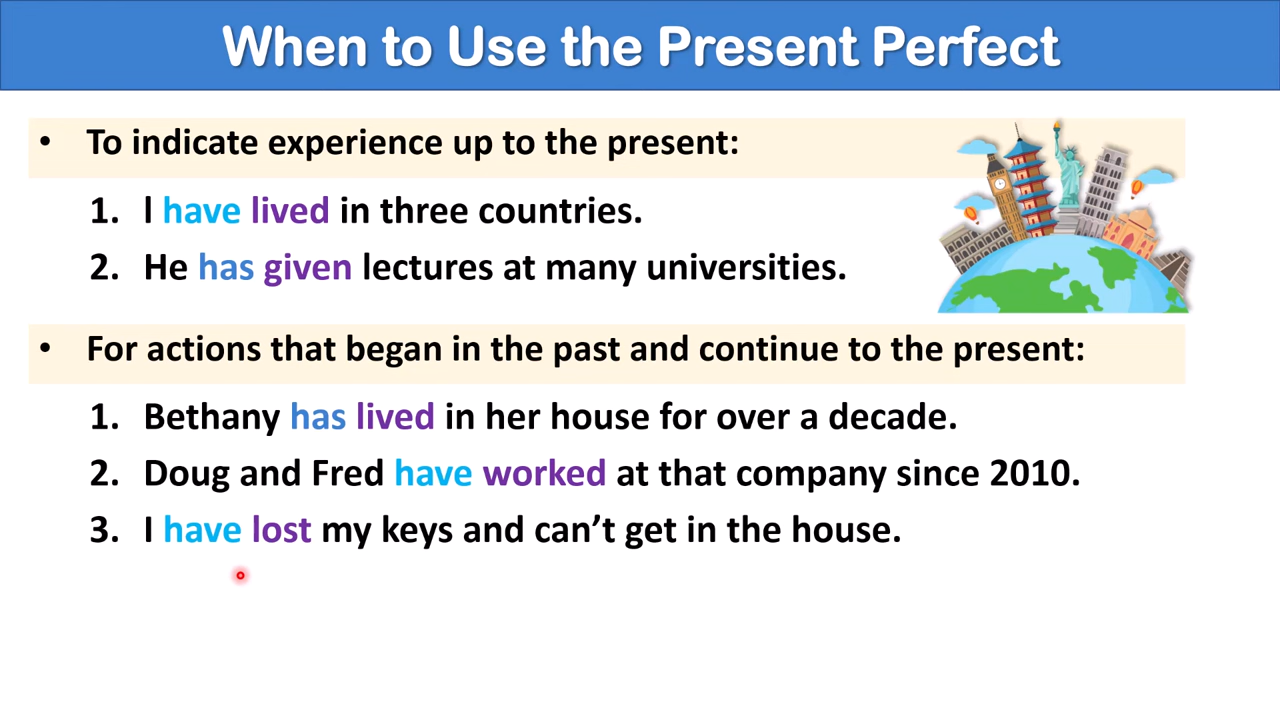 When to Use the Present Perfect
• To indicate experience up to the present:
1. I have lived in three countries.
2. He has given lectures at many universities.
• For actions that began in the past and continue to the present:
1. Bethany has lived in her house for over a decade.
2. Doug and Fred have worked at that company since 2010.
3. I have lost my keys and can’t get in the house.